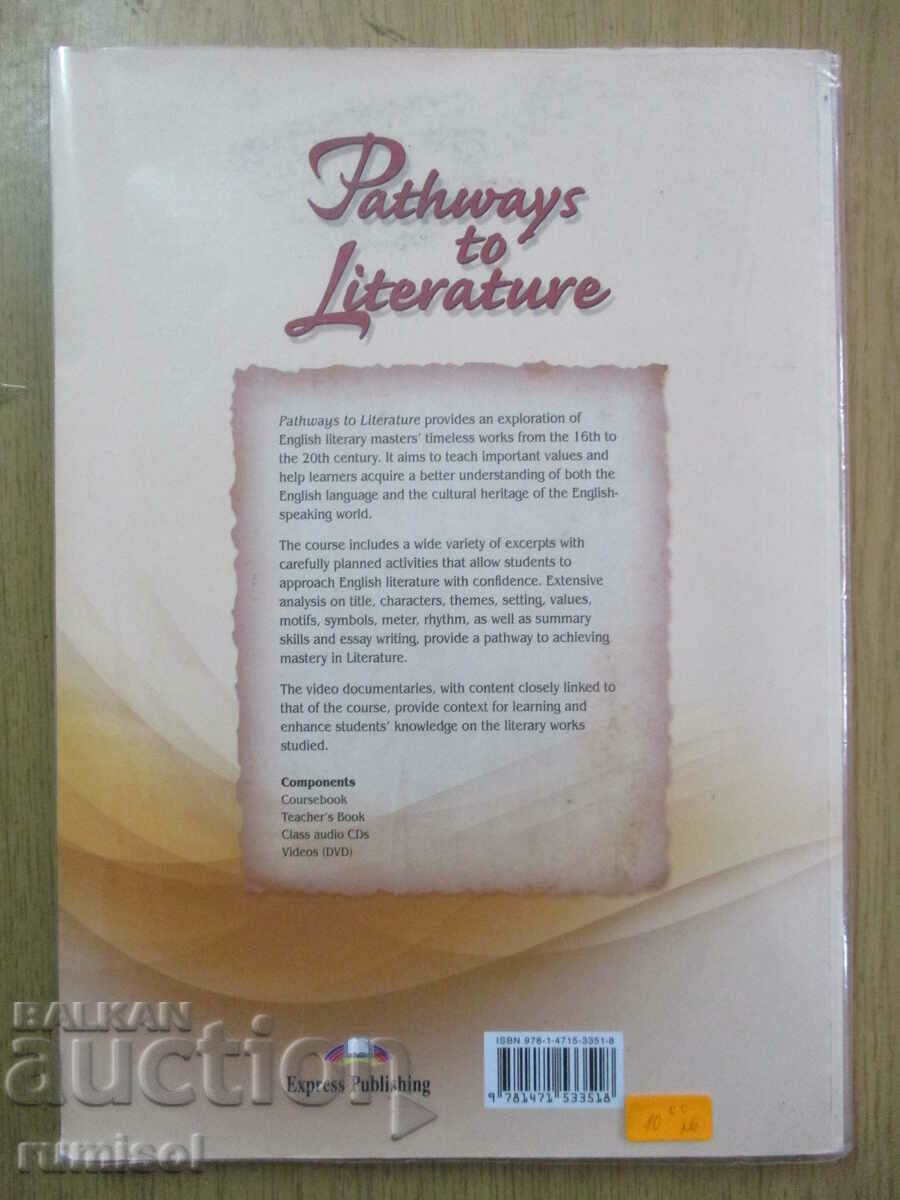 Pathways
to
Literature
Pathways to Literature provides an exploration of
English literary masters' timeless works from the 16th to
the 20th century. It aims to teach important values and
help learners acquire a better understanding of both the
English language and the cultural heritage of the English-
speaking world.
The course includes a wide variety of excerpts with
carefully planned activities that allow students to
approach English literature with confidence. Extensive
analysis on title, characters, themes, setting, values,
motifs, symbols, meter, rhythm, as well as summary
skills and essay writing, provide a pathway to achieving
mastery in Literature.
The video documentaries, with content closely linked to
that of the course, provide context for learning and
enhance students' knowledge on the literary works
studied.
Components
Coursebook
Teacher's Book
Class audio CDs
Videos (DVD)
Express Publishing
ISBN 978-1-4715-3351-8
9 781471 533518
10 00 лв
BALKAN
auction
rumisol